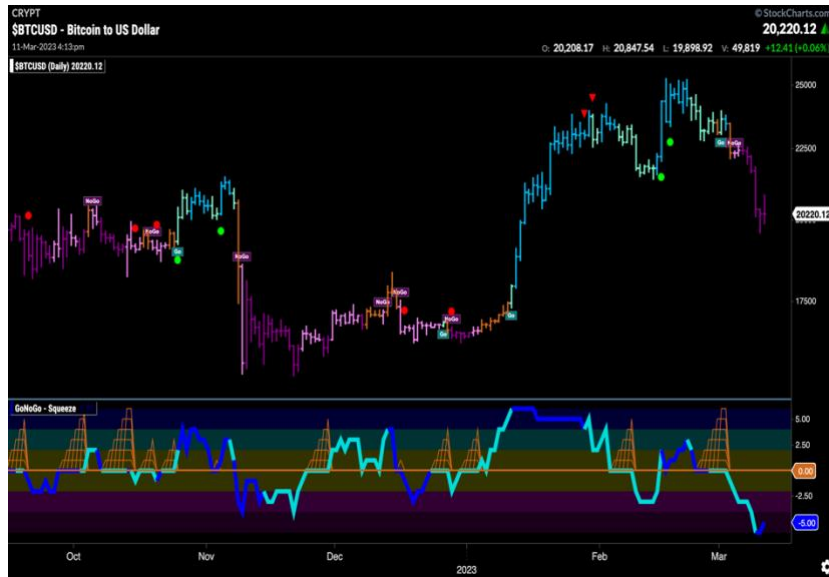 CRYPT
© StockCharts.com
$BTCUSD - Bitcoin to US Dollar
20,220.12
11-Mar-2023 4:13pm
O: 20,208.17 H: 20,847.54 L: 19,898.92 V: 49,819 +12.41 (+0.06%)
$BTCUSD (Daily) 20220.12
25000
22500
Go NoGo
NoGo
20220.12
NoGo
Go
NoGo
NoGo
NoGo
17500
Go
NoGo
Go
GoNoGo - Squeeze
5.00
2.50
0.00
-2.50
-5.00
Oct Nov Dec 2023 Feb Mar